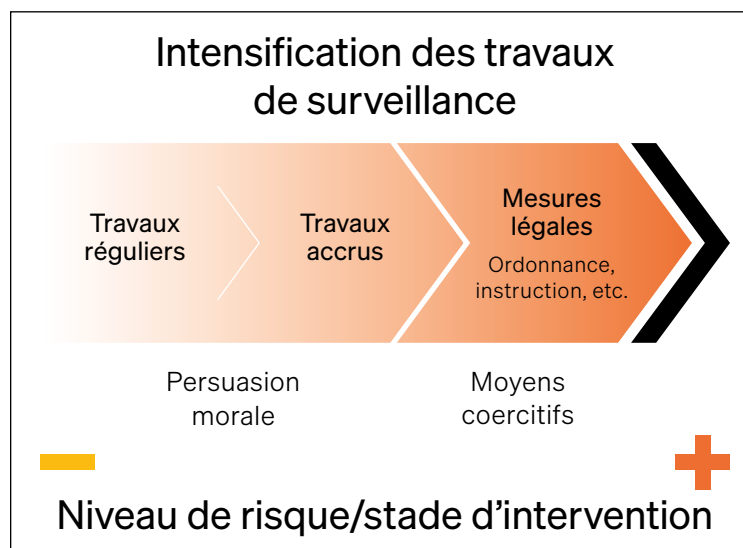 Intensification des travaux
de surveillance
Travaux
réguliers
Travaux
accrus
Mesures
légales
Ordonnance,
instruction, etc.
Persuasion
morale
Moyens
coercitifs
Niveau de risque/stade d’intervention